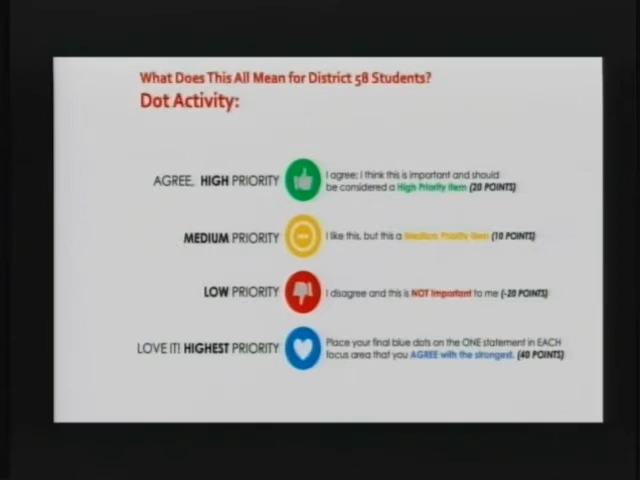 What Does This All Mean for District 58 Students?
Dot Activity:
AGREE, HIGH PRIORITY
I agree; I think this is important and should
be considered a High Priority Item (20 POINTS)
MEDIUM PRIORITY
I like this, but this a Medium Priority Item (10 POINTS)
LOW PRIORITY
I disagree and this is NOT Important to me (-20 POINTS)
LOVE IT! HIGHEST PRIORITY
Place your final blue dots on the ONE statement in EACH
focus area that you AGREE with the strongest. (40 POINTS)